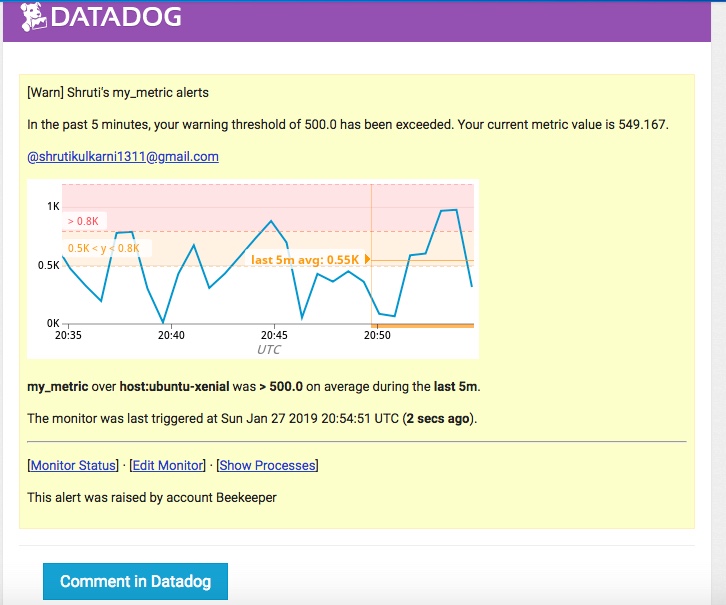 DATADOG
[Warn] Shruti's my_metric alerts
In the past 5 minutes, your warning threshold of 500.0 has been exceeded. Your current metric value is 549.167.
@shrutikulkarni1311@gmail.com
1K
> 0.8K
0.5K < y < 0.8K
last 5m avg: 0.55K
0.5K
0K
20:35 20:40 20:45 20:50
UTC
my_metric over host:ubuntu-xenial was > 500.0 on average during the last 5m.
The monitor was last triggered at Sun Jan 27 2019 20:54:51 UTC (2 secs ago).
[Monitor Status] · [Edit Monitor] · [Show Processes]
This alert was raised by account Beekeeper
Comment in Datadog